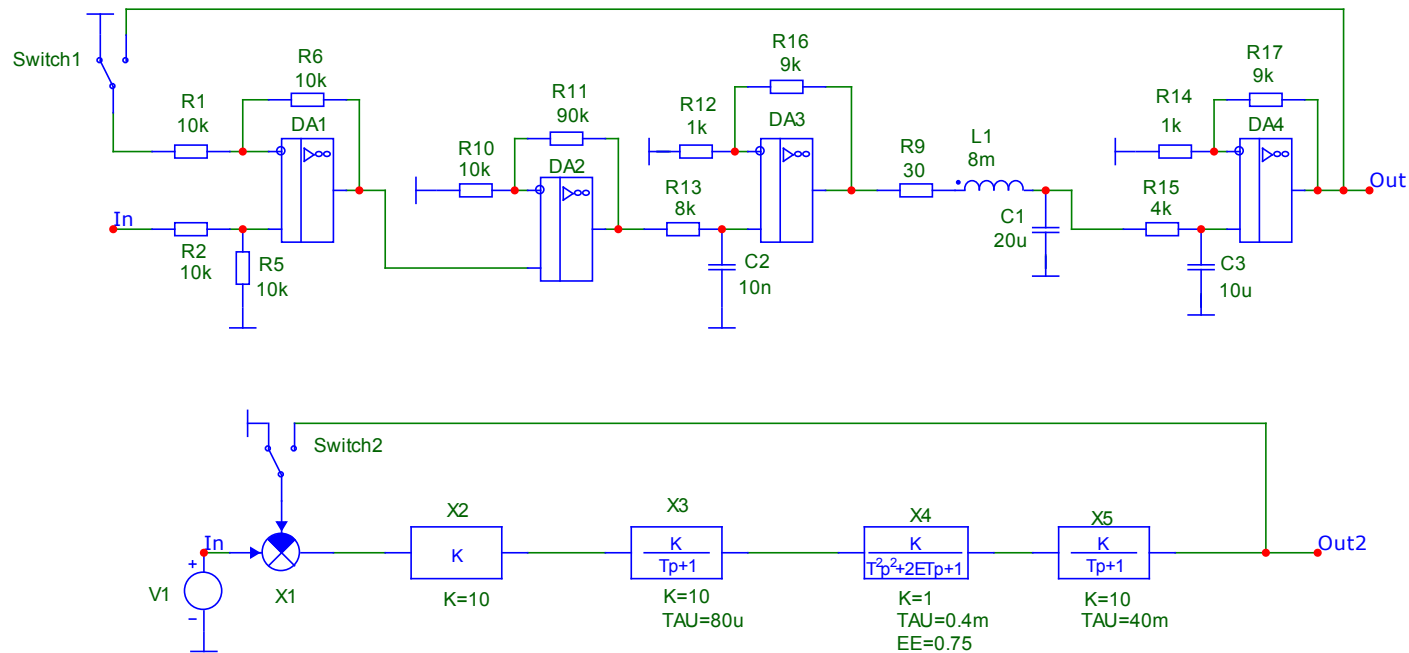 Switch1
R1
10k
R6
10k
DA1
In
R2
10k
R5
10k
R10
10k
R11
90k
DA2
R12
1k
R16
9k
DA3
R13
8k
C2
10n
R9
30
L1
8m
C1
20u
R14
1k
R17
9k
DA4
R15
4k
C3
10u
Out
▷∞
▷∞
▷∞
▷∞
Switch2
In
+
−
V1
X1
X2
K
K=10
X3
K
Tp+1
K=10
TAU=80u
X4
K
T²p²+2ETp+1
K=1
TAU=0.4m
EE=0.75
X5
K
Tp+1
K=10
TAU=40m
Out2